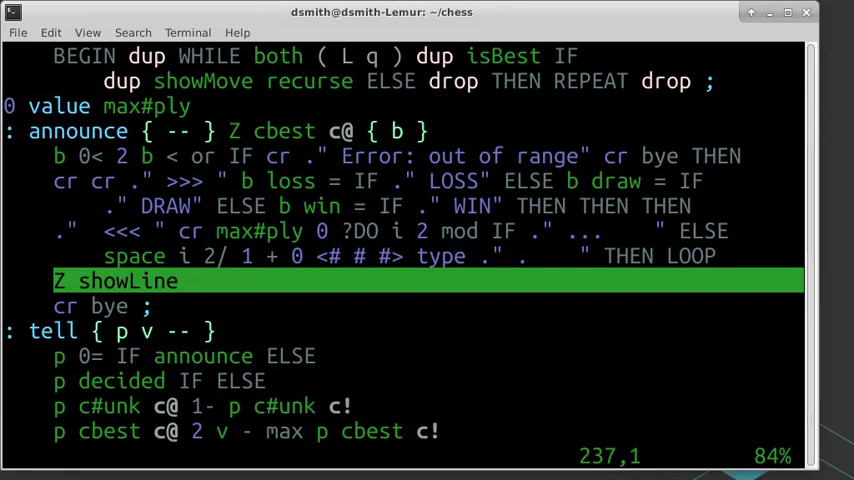 dsmith@dsmith-Lemur: ~/chess
File Edit View Search Terminal Help
BEGIN dup WHILE both ( L q ) dup isBest IF
dup showMove recurse ELSE drop THEN REPEAT drop ;
0 value max#ply
: announce { -- } Z cbest c@ { b }
b 0< 2 b < or IF cr ." Error: out of range" cr bye THEN
cr cr ." >>> " b loss = IF ." LOSS" ELSE b draw = IF
." DRAW" ELSE b win = IF ." WIN" THEN THEN THEN
." <<< " cr max#ply 0 ?DO i 2 mod IF ." ... " ELSE
space i 2/ 1 + 0 <# # #> type ." . " THEN LOOP
Z showLine
cr bye ;
: tell { p v -- }
p 0= IF announce ELSE
p decided IF ELSE
p c#unk c@ 1- p c#unk c!
p cbest c@ 2 v - max p cbest c!
237,1 84%